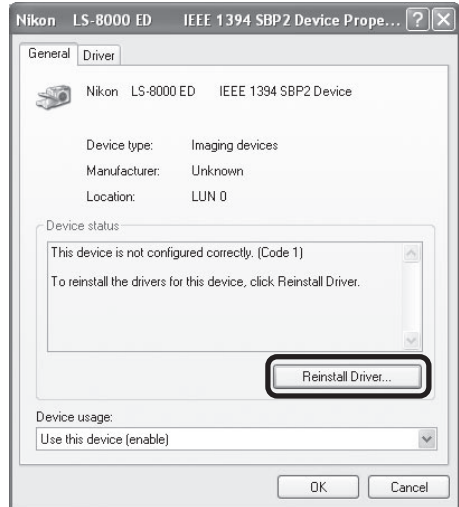 Nikon LS-8000 ED IEEE 1394 SBP2 Device Prope...
General Driver
Nikon LS-8000 ED IEEE 1394 SBP2 Device
Device type: Imaging devices
Manufacturer: Unknown
Location: LUN 0
Device status
This device is not configured correctly. (Code 1)
To reinstall the drivers for this device, click Reinstall Driver.
Reinstall Driver...
Device usage:
Use this device (enable)
OK Cancel